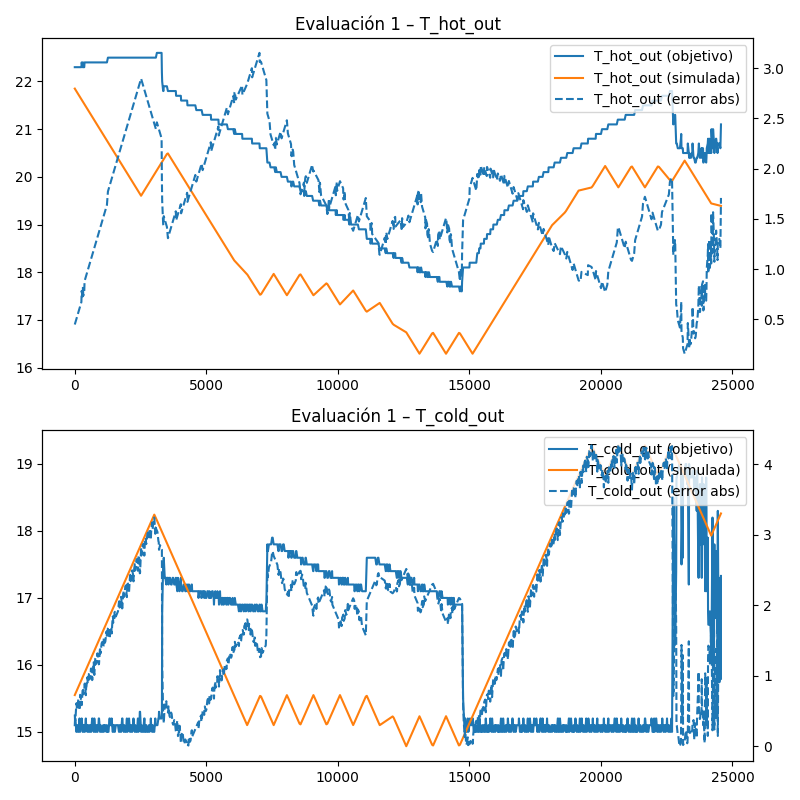 Evaluación 1 – T_hot_out
T_hot_out (objetivo)
T_hot_out (simulada)
T_hot_out (error abs)
22
21
20
19
18
17
16
3.0
2.5
2.0
1.5
1.0
0.5
0 5000 10000 15000 20000 25000
Evaluación 1 – T_cold_out
T_cold_out (objetivo)
T_cold_out (simulada)
T_cold_out (error abs)
19
18
17
16
15
4
3
2
1
0
0 5000 10000 15000 20000 25000